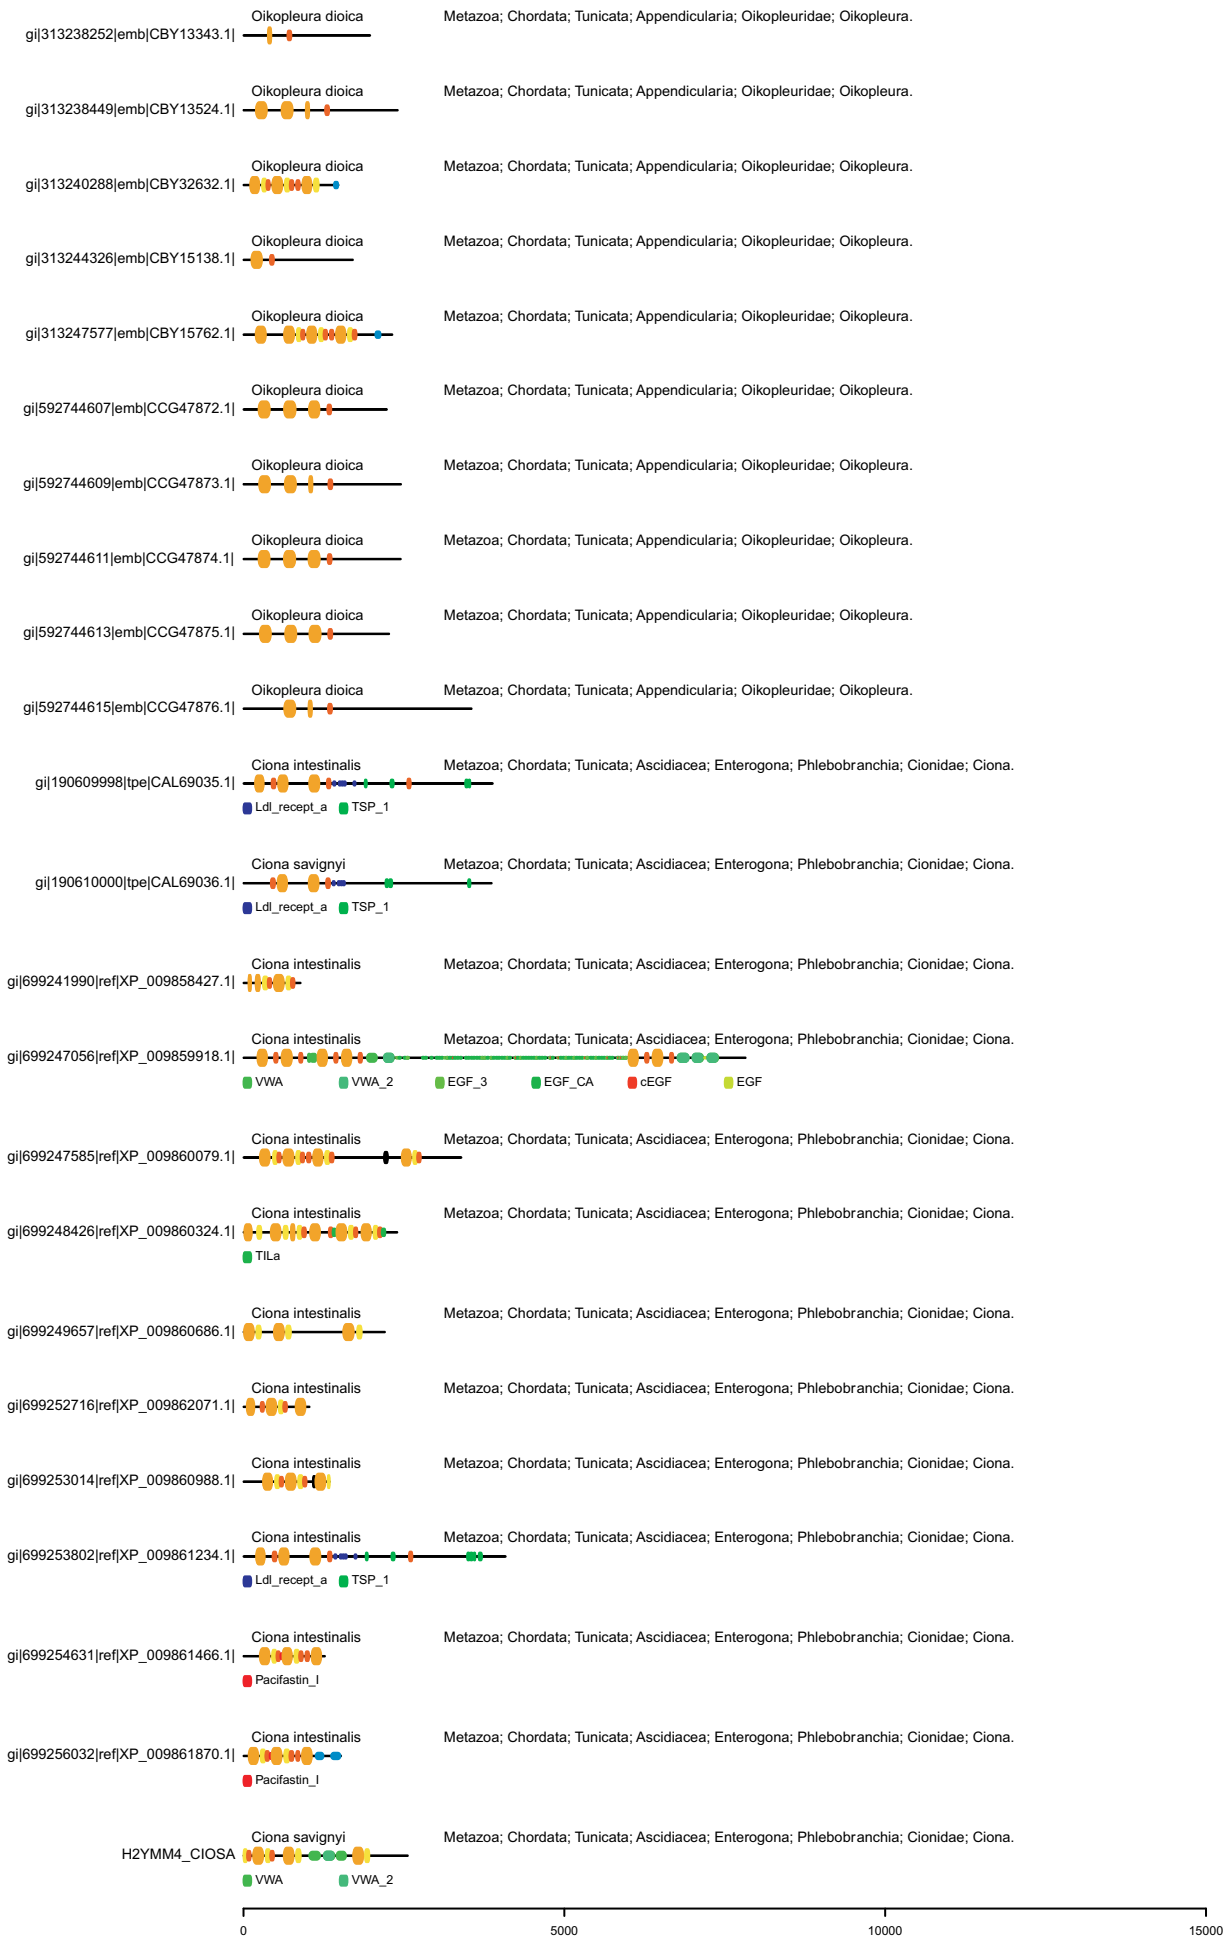 Oikopleura dioica Metazoa; Chordata; Tunicata; Appendicularia; Oikopleuridae; Oikopleura.
gi|313238252|emb|CBY13343.1|
Oikopleura dioica Metazoa; Chordata; Tunicata; Appendicularia; Oikopleuridae; Oikopleura.
gi|313238449|emb|CBY13524.1|
Oikopleura dioica Metazoa; Chordata; Tunicata; Appendicularia; Oikopleuridae; Oikopleura.
gi|313240288|emb|CBY32632.1|
Oikopleura dioica Metazoa; Chordata; Tunicata; Appendicularia; Oikopleuridae; Oikopleura.
gi|313244326|emb|CBY15138.1|
Oikopleura dioica Metazoa; Chordata; Tunicata; Appendicularia; Oikopleuridae; Oikopleura.
gi|313247577|emb|CBY15762.1|
Oikopleura dioica Metazoa; Chordata; Tunicata; Appendicularia; Oikopleuridae; Oikopleura.
gi|592744607|emb|CCG47872.1|
Oikopleura dioica Metazoa; Chordata; Tunicata; Appendicularia; Oikopleuridae; Oikopleura.
gi|592744609|emb|CCG47873.1|
Oikopleura dioica Metazoa; Chordata; Tunicata; Appendicularia; Oikopleuridae; Oikopleura.
gi|592744611|emb|CCG47874.1|
Oikopleura dioica Metazoa; Chordata; Tunicata; Appendicularia; Oikopleuridae; Oikopleura.
gi|592744613|emb|CCG47875.1|
Oikopleura dioica Metazoa; Chordata; Tunicata; Appendicularia; Oikopleuridae; Oikopleura.
gi|592744615|emb|CCG47876.1|
Ciona intestinalis Metazoa; Chordata; Tunicata; Ascidiacea; Enterogona; Phlebobranchia; Cionidae; Ciona.
gi|190609998|tpe|CAL69035.1|
Ldl_recept_a TSP_1
Ciona savignyi Metazoa; Chordata; Tunicata; Ascidiacea; Enterogona; Phlebobranchia; Cionidae; Ciona.
gi|190610000|tpe|CAL69036.1|
Ldl_recept_a TSP_1
Ciona intestinalis Metazoa; Chordata; Tunicata; Ascidiacea; Enterogona; Phlebobranchia; Cionidae; Ciona.
gi|699241990|ref|XP_009858427.1|
Ciona intestinalis Metazoa; Chordata; Tunicata; Ascidiacea; Enterogona; Phlebobranchia; Cionidae; Ciona.
gi|699247056|ref|XP_009859918.1|
VWA VWA_2 EGF_3 EGF_CA cEGF EGF
Ciona intestinalis Metazoa; Chordata; Tunicata; Ascidiacea; Enterogona; Phlebobranchia; Cionidae; Ciona.
gi|699247585|ref|XP_009860079.1|
Ciona intestinalis Metazoa; Chordata; Tunicata; Ascidiacea; Enterogona; Phlebobranchia; Cionidae; Ciona.
gi|699248426|ref|XP_009860324.1|
TILa
Ciona intestinalis Metazoa; Chordata; Tunicata; Ascidiacea; Enterogona; Phlebobranchia; Cionidae; Ciona.
gi|699249657|ref|XP_009860686.1|
Ciona intestinalis Metazoa; Chordata; Tunicata; Ascidiacea; Enterogona; Phlebobranchia; Cionidae; Ciona.
gi|699252716|ref|XP_009862071.1|
Ciona intestinalis Metazoa; Chordata; Tunicata; Ascidiacea; Enterogona; Phlebobranchia; Cionidae; Ciona.
gi|699253014|ref|XP_009860988.1|
Ciona intestinalis Metazoa; Chordata; Tunicata; Ascidiacea; Enterogona; Phlebobranchia; Cionidae; Ciona.
gi|699253802|ref|XP_009861234.1|
Ldl_recept_a TSP_1
Ciona intestinalis Metazoa; Chordata; Tunicata; Ascidiacea; Enterogona; Phlebobranchia; Cionidae; Ciona.
gi|699254631|ref|XP_009861466.1|
Pacifastin_I
Ciona intestinalis Metazoa; Chordata; Tunicata; Ascidiacea; Enterogona; Phlebobranchia; Cionidae; Ciona.
gi|699256032|ref|XP_009861870.1|
Pacifastin_I
Ciona savignyi Metazoa; Chordata; Tunicata; Ascidiacea; Enterogona; Phlebobranchia; Cionidae; Ciona.
H2YMM4_CIOSA
VWA VWA_2
0 5000 10000 15000